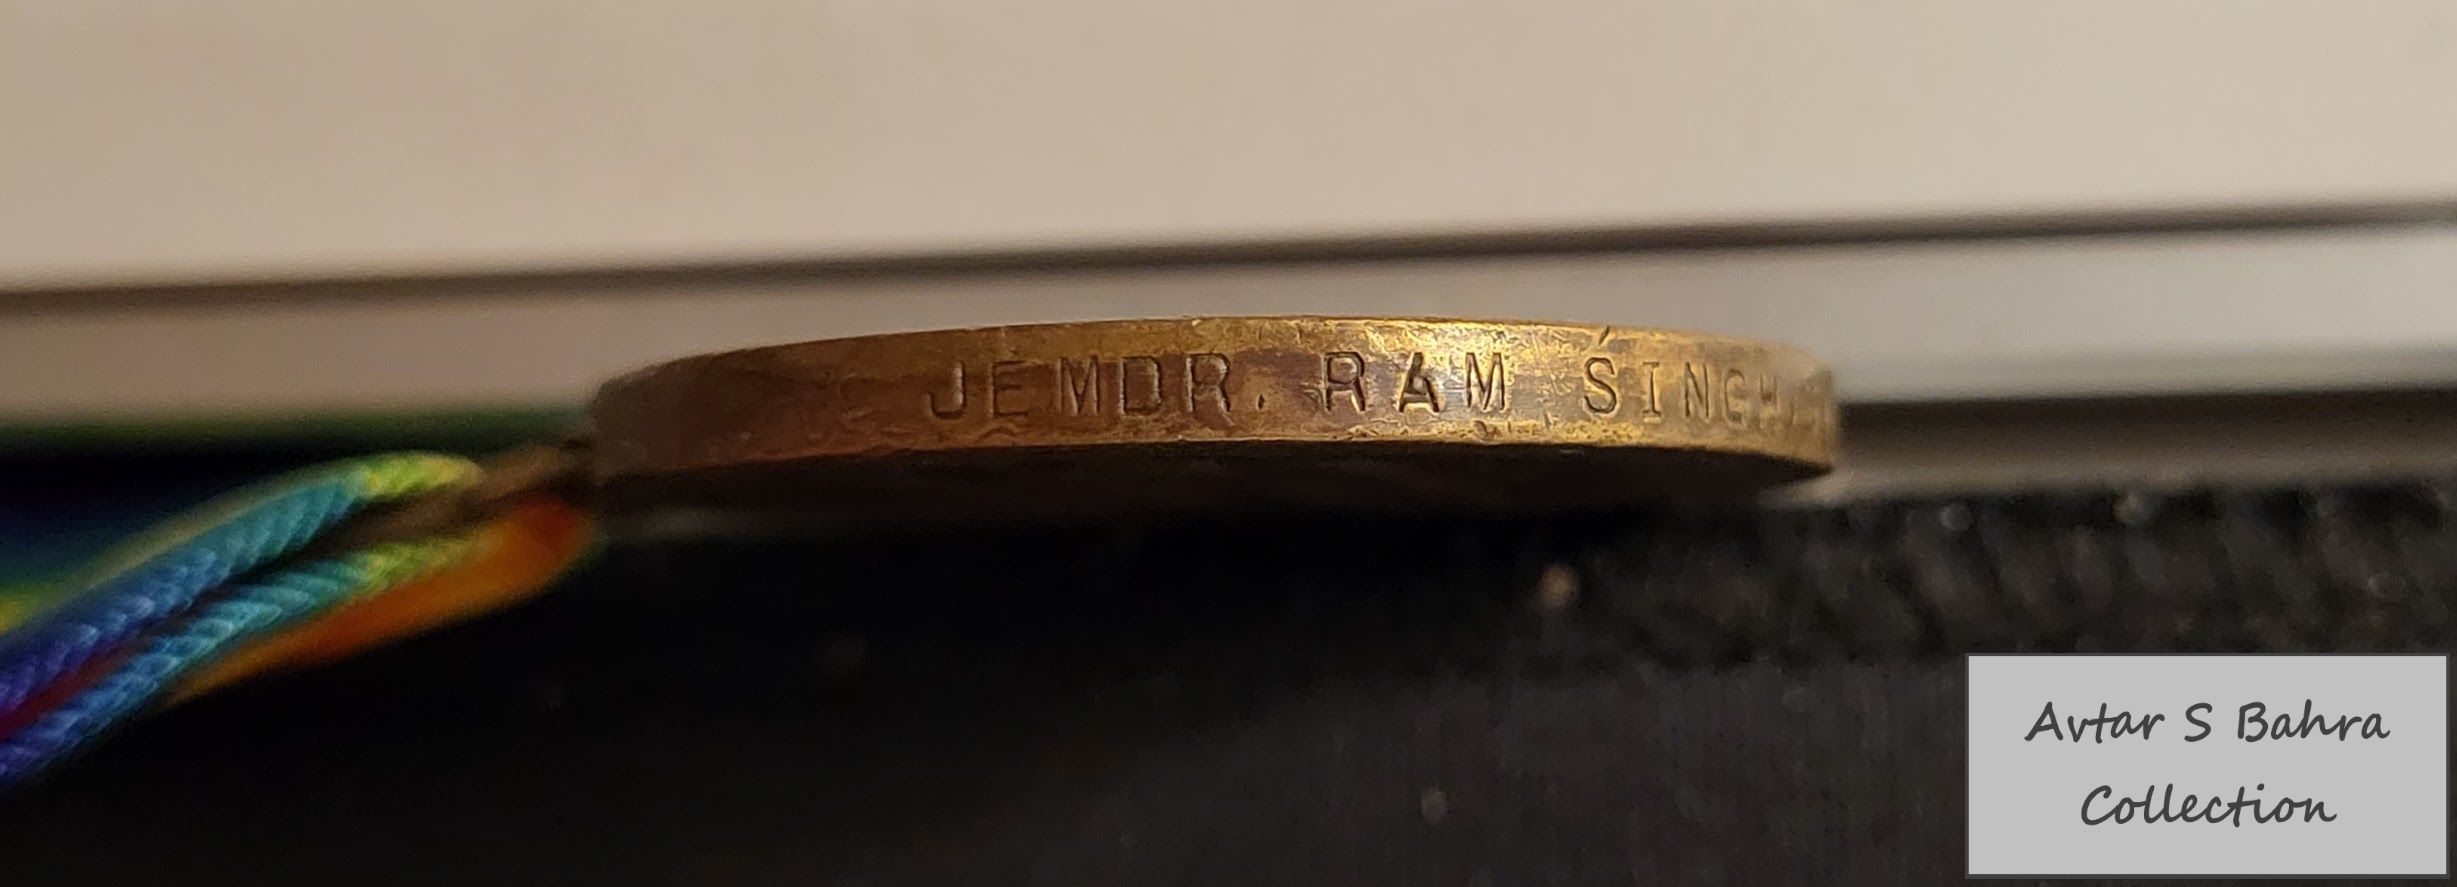 JEMDR. RAM SINGH.
Avtar S Bahra
Collection